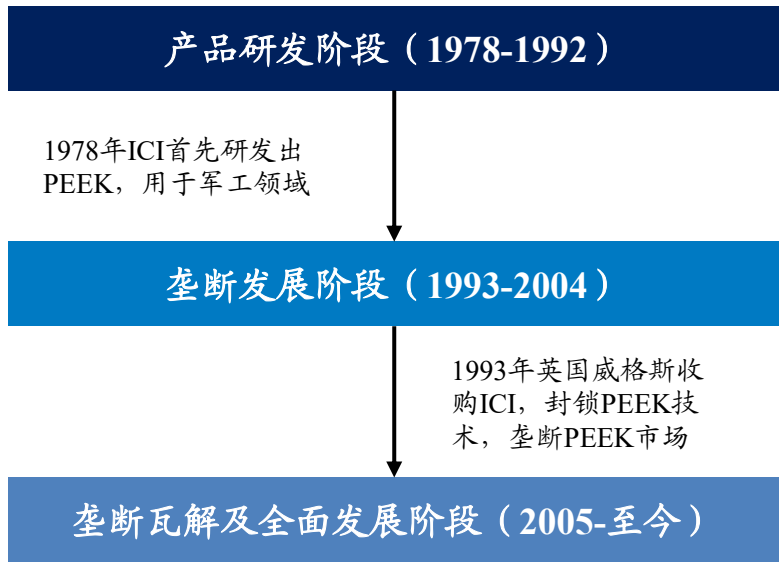 产品研发阶段（1978-1992）
1978年ICI首先研发出
PEEK，用于军工领域
垄断发展阶段（1993-2004）
1993年英国威格斯收
购ICI，封锁PEEK技
术，垄断PEEK市场
垄断瓦解及全面发展阶段（2005-至今）